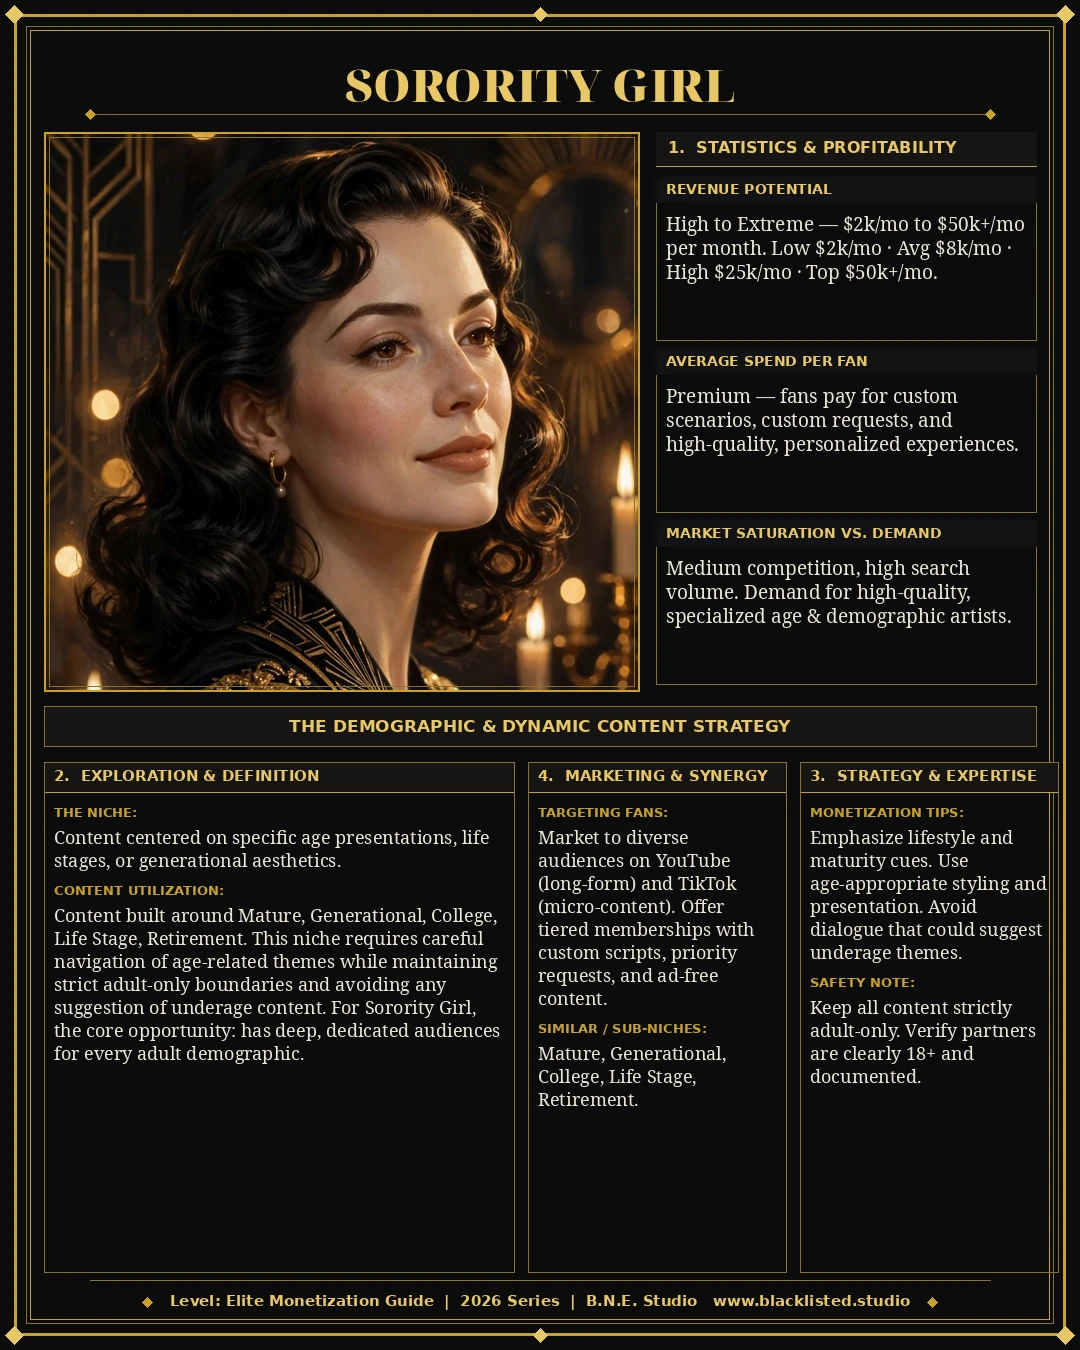 SORORITY GIRL
1. STATISTICS & PROFITABILITY
REVENUE POTENTIAL
High to Extreme — $2k/mo to $50k+/mo
per month. Low $2k/mo · Avg $8k/mo ·
High $25k/mo · Top $50k+/mo.
AVERAGE SPEND PER FAN
Premium — fans pay for custom
scenarios, custom requests, and
high-quality, personalized experiences.
MARKET SATURATION VS. DEMAND
Medium competition, high search
volume. Demand for high-quality,
specialized age & demographic artists.
THE DEMOGRAPHIC & DYNAMIC CONTENT STRATEGY
2. EXPLORATION & DEFINITION
THE NICHE:
Content centered on specific age presentations, life
stages, or generational aesthetics.
CONTENT UTILIZATION:
Content built around Mature, Generational, College,
Life Stage, Retirement. This niche requires careful
navigation of age-related themes while maintaining
strict adult-only boundaries and avoiding any
suggestion of underage content. For Sorority Girl,
the core opportunity: has deep, dedicated audiences
for every adult demographic.
4. MARKETING & SYNERGY
TARGETING FANS:
Market to diverse
audiences on YouTube
(long-form) and TikTok
(micro-content). Offer
tiered memberships with
custom scripts, priority
requests, and ad-free
content.
SIMILAR / SUB-NICHES:
Mature, Generational,
College, Life Stage,
Retirement.
3. STRATEGY & EXPERTISE
MONETIZATION TIPS:
Emphasize lifestyle and
maturity cues. Use
age-appropriate styling and
presentation. Avoid
dialogue that could suggest
underage themes.
SAFETY NOTE:
Keep all content strictly
adult-only. Verify partners
are clearly 18+ and
documented.
Level: Elite Monetization Guide | 2026 Series | B.N.E. Studio www.blacklisted.studio